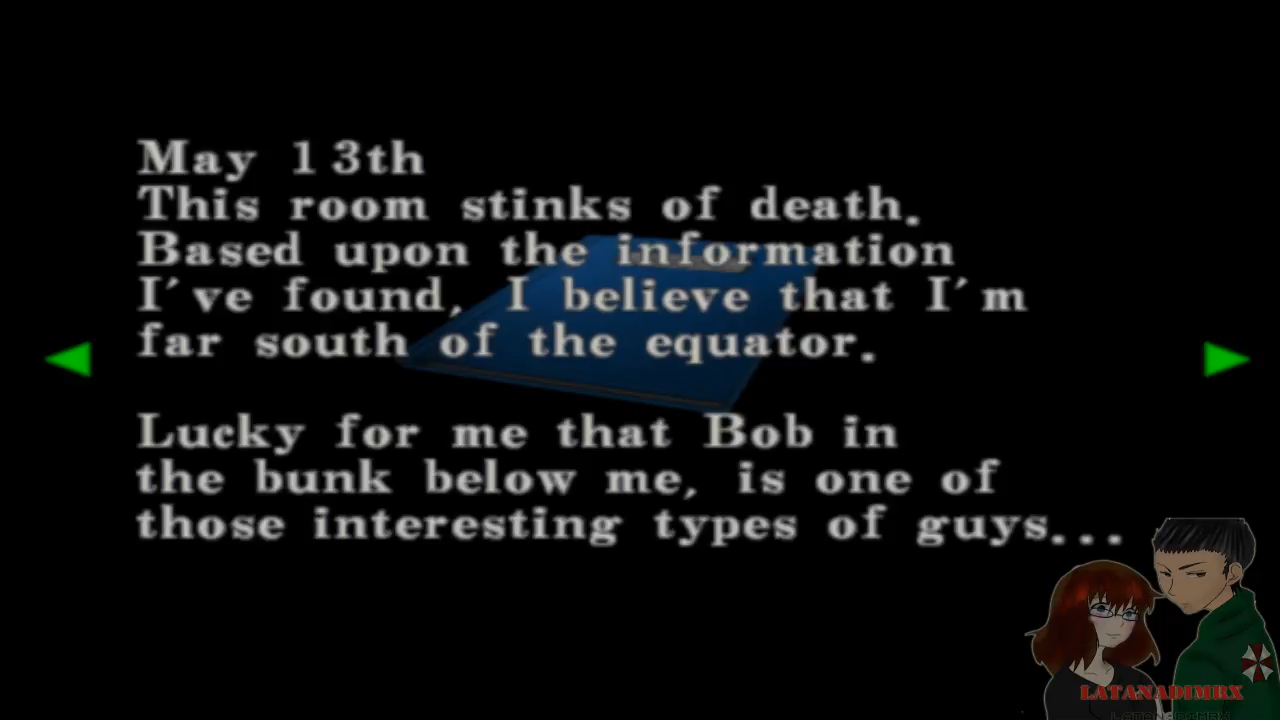 May 13th
This room stinks of death.
Based upon the information
I've found, I believe that I'm
far south of the equator.
Lucky for me that Bob in
the bunk below me, is one of
those interesting types of guys...
LATANADIMRX
LATANADIMRX